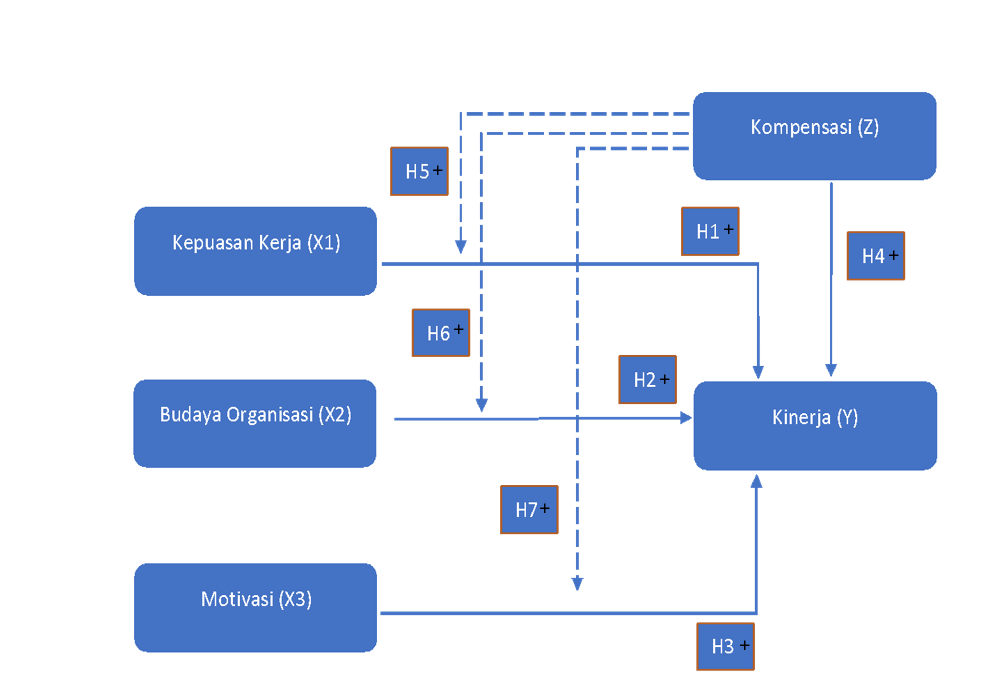 Kompensasi (Z)
H5+
H1+
Kepuasan Kerja (X1)
H4+
H6+
H2+
Budaya Organisasi (X2)
Kinerja (Y)
H7+
Motivasi (X3)
H3+